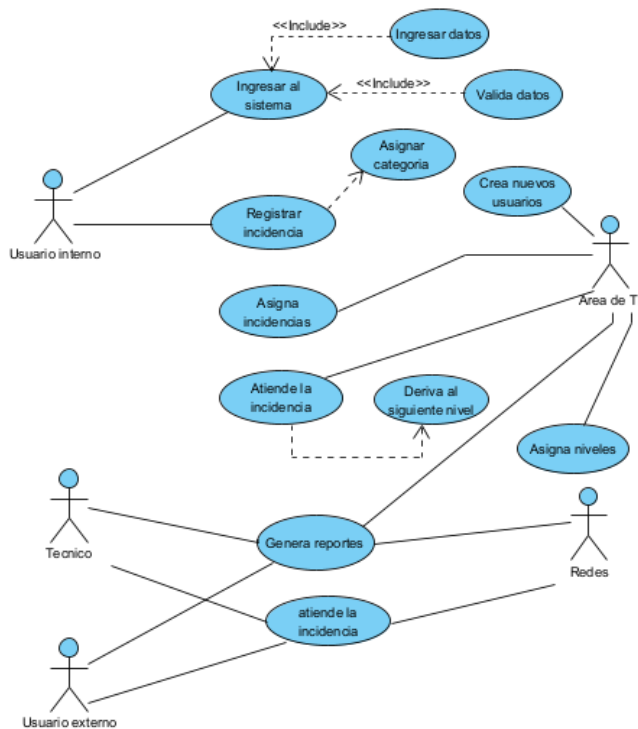 <<Include>>
Ingresar datos
Ingresar al
sistema
<<Include>>
Valida datos
Asignar
categoria
Crea nuevos
usuarios
Registrar
incidencia
Usuario interno
Area de T
Asigna
incidencias
Atiende la
incidencia
Deriva al
siguiente nivel
Asigna niveles
Tecnico
Genera reportes
Redes
atiende la
incidencia
Usuario externo